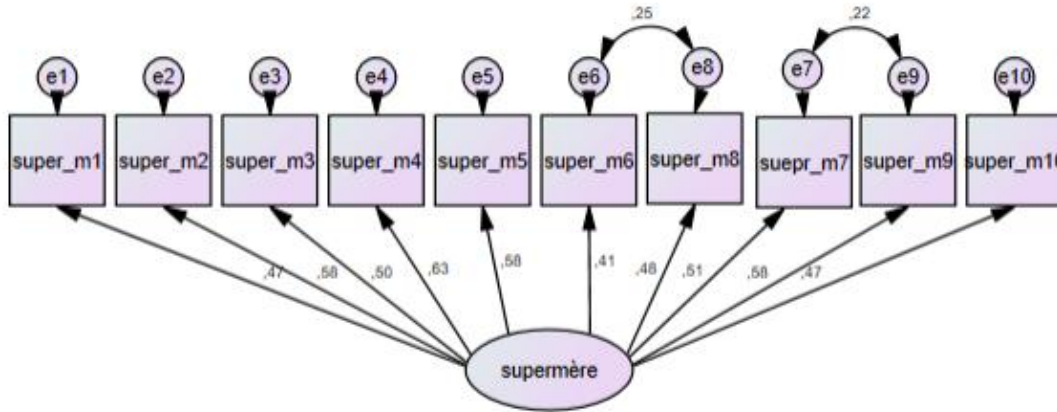 ,25 ,22
e1 e2 e3 e4 e5 e6 e8 e7 e9 e10
super_m1 super_m2 super_m3 super_m4 super_m5 super_m6 super_m8 suepr_m7 super_m9 super_m10
,47 ,58 ,50 ,63 ,58 ,41 ,48 ,51 ,58 ,47
supermère